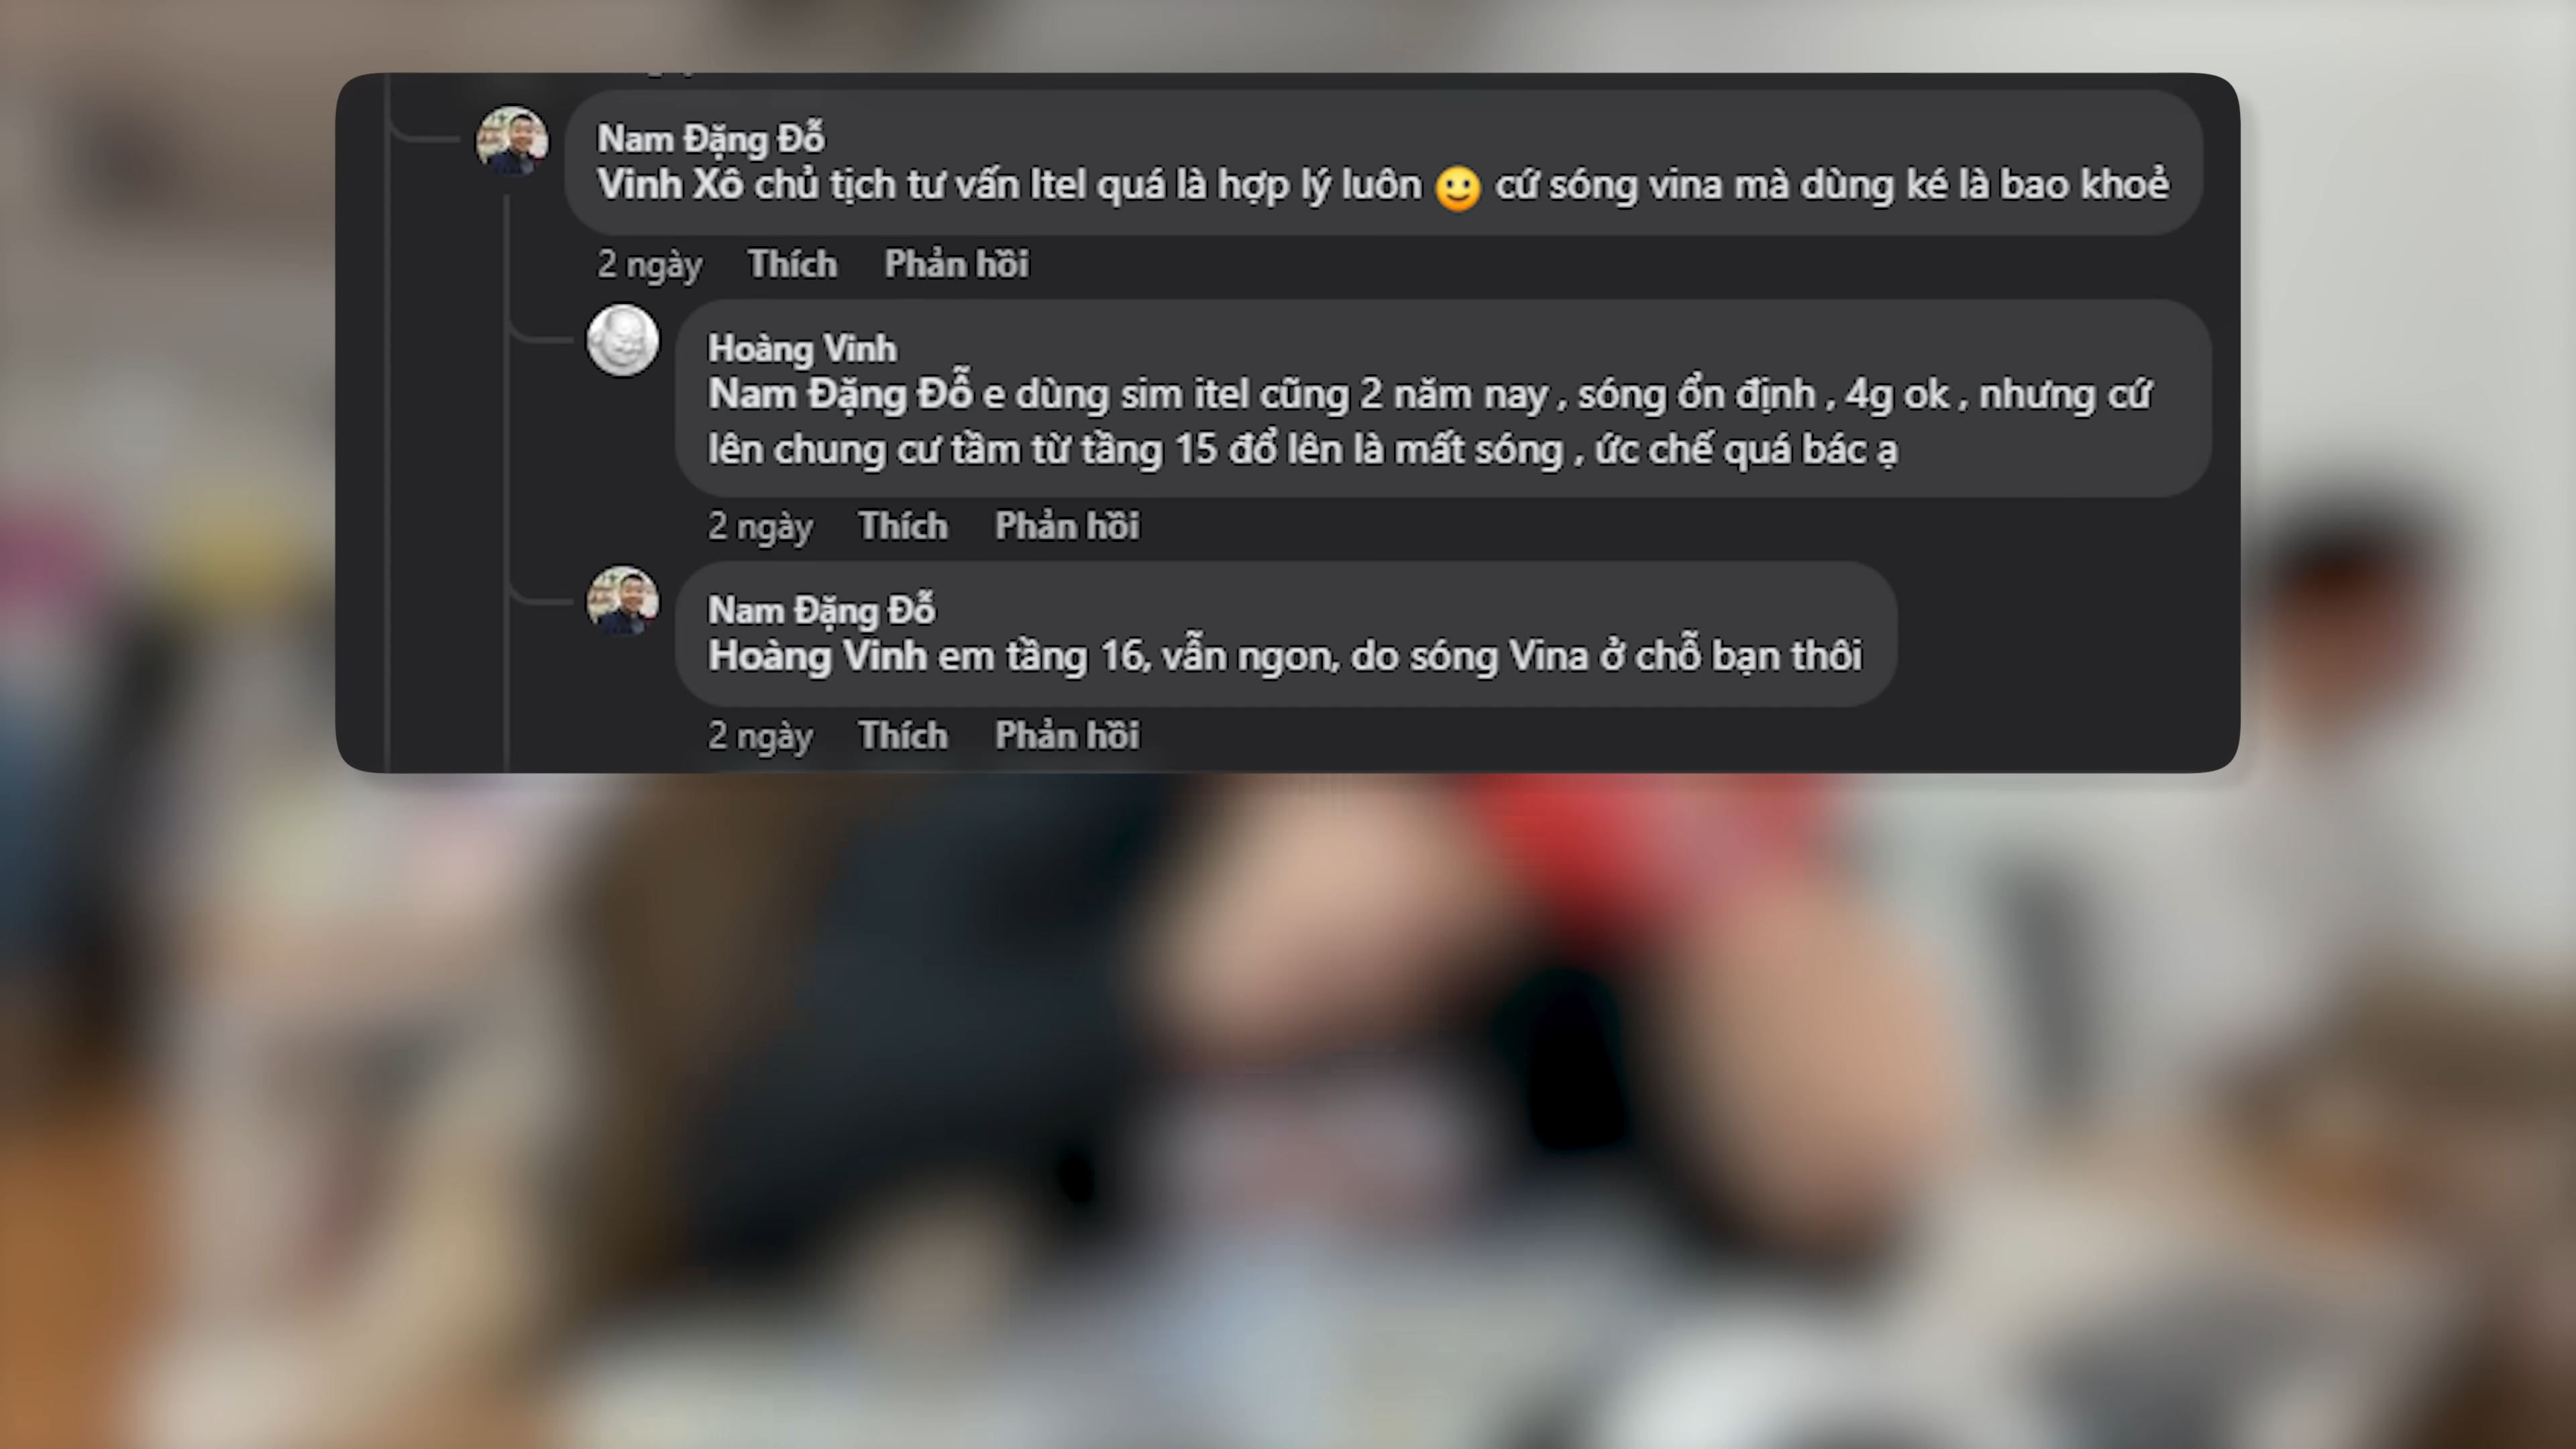 Nam Đặng Đỗ
Vinh Xô chủ tịch tư vấn Itel quá là hợp lý luôn 🙂 cứ sóng vina mà dùng ké là bao khoẻ
2 ngày Thích Phản hồi
Hoàng Vinh
Nam Đặng Đỗ e dùng sim itel cũng 2 năm nay , sóng ổn định , 4g ok , nhưng cứ
lên chung cư tầm từ tầng 15 đổ lên là mất sóng , ức chế quá bác ạ
2 ngày Thích Phản hồi
Nam Đặng Đỗ
Hoàng Vinh em tầng 16, vẫn ngon, do sóng Vina ở chỗ bạn thôi
2 ngày Thích Phản hồi